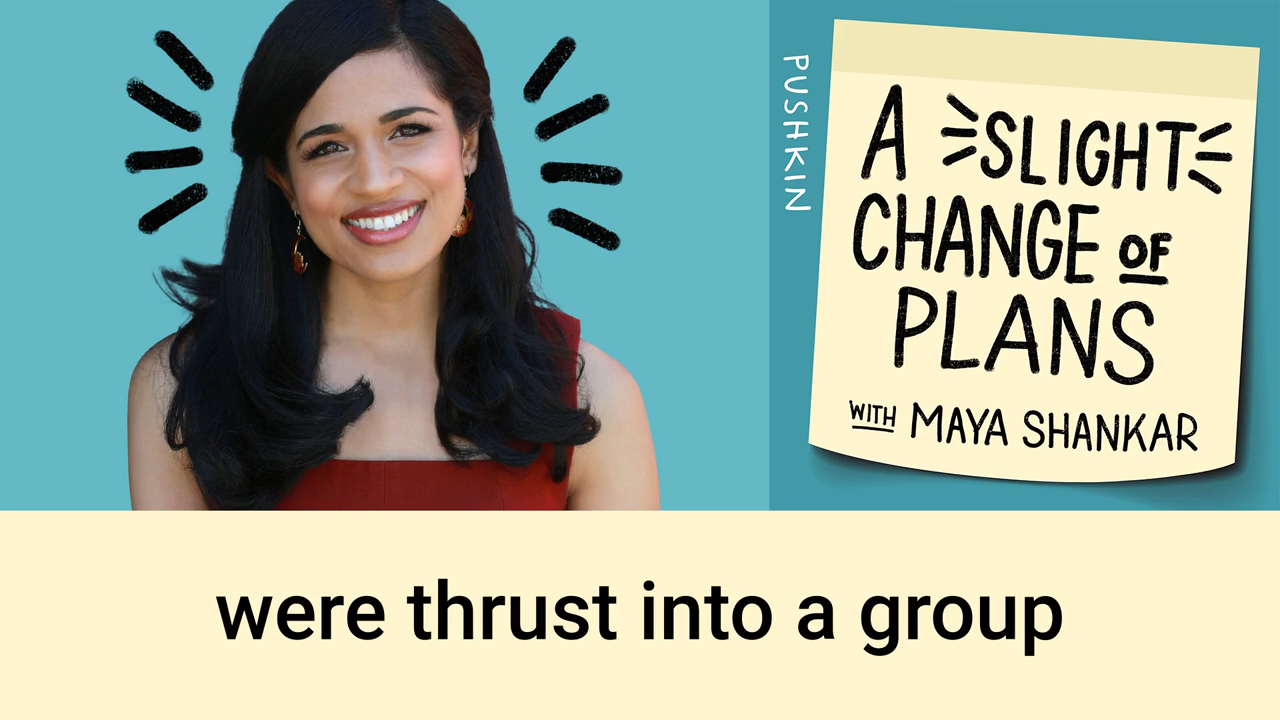 PUSHKIN
A SLIGHT
CHANGE OF
PLANS
WITH MAYA SHANKAR
were thrust into a group